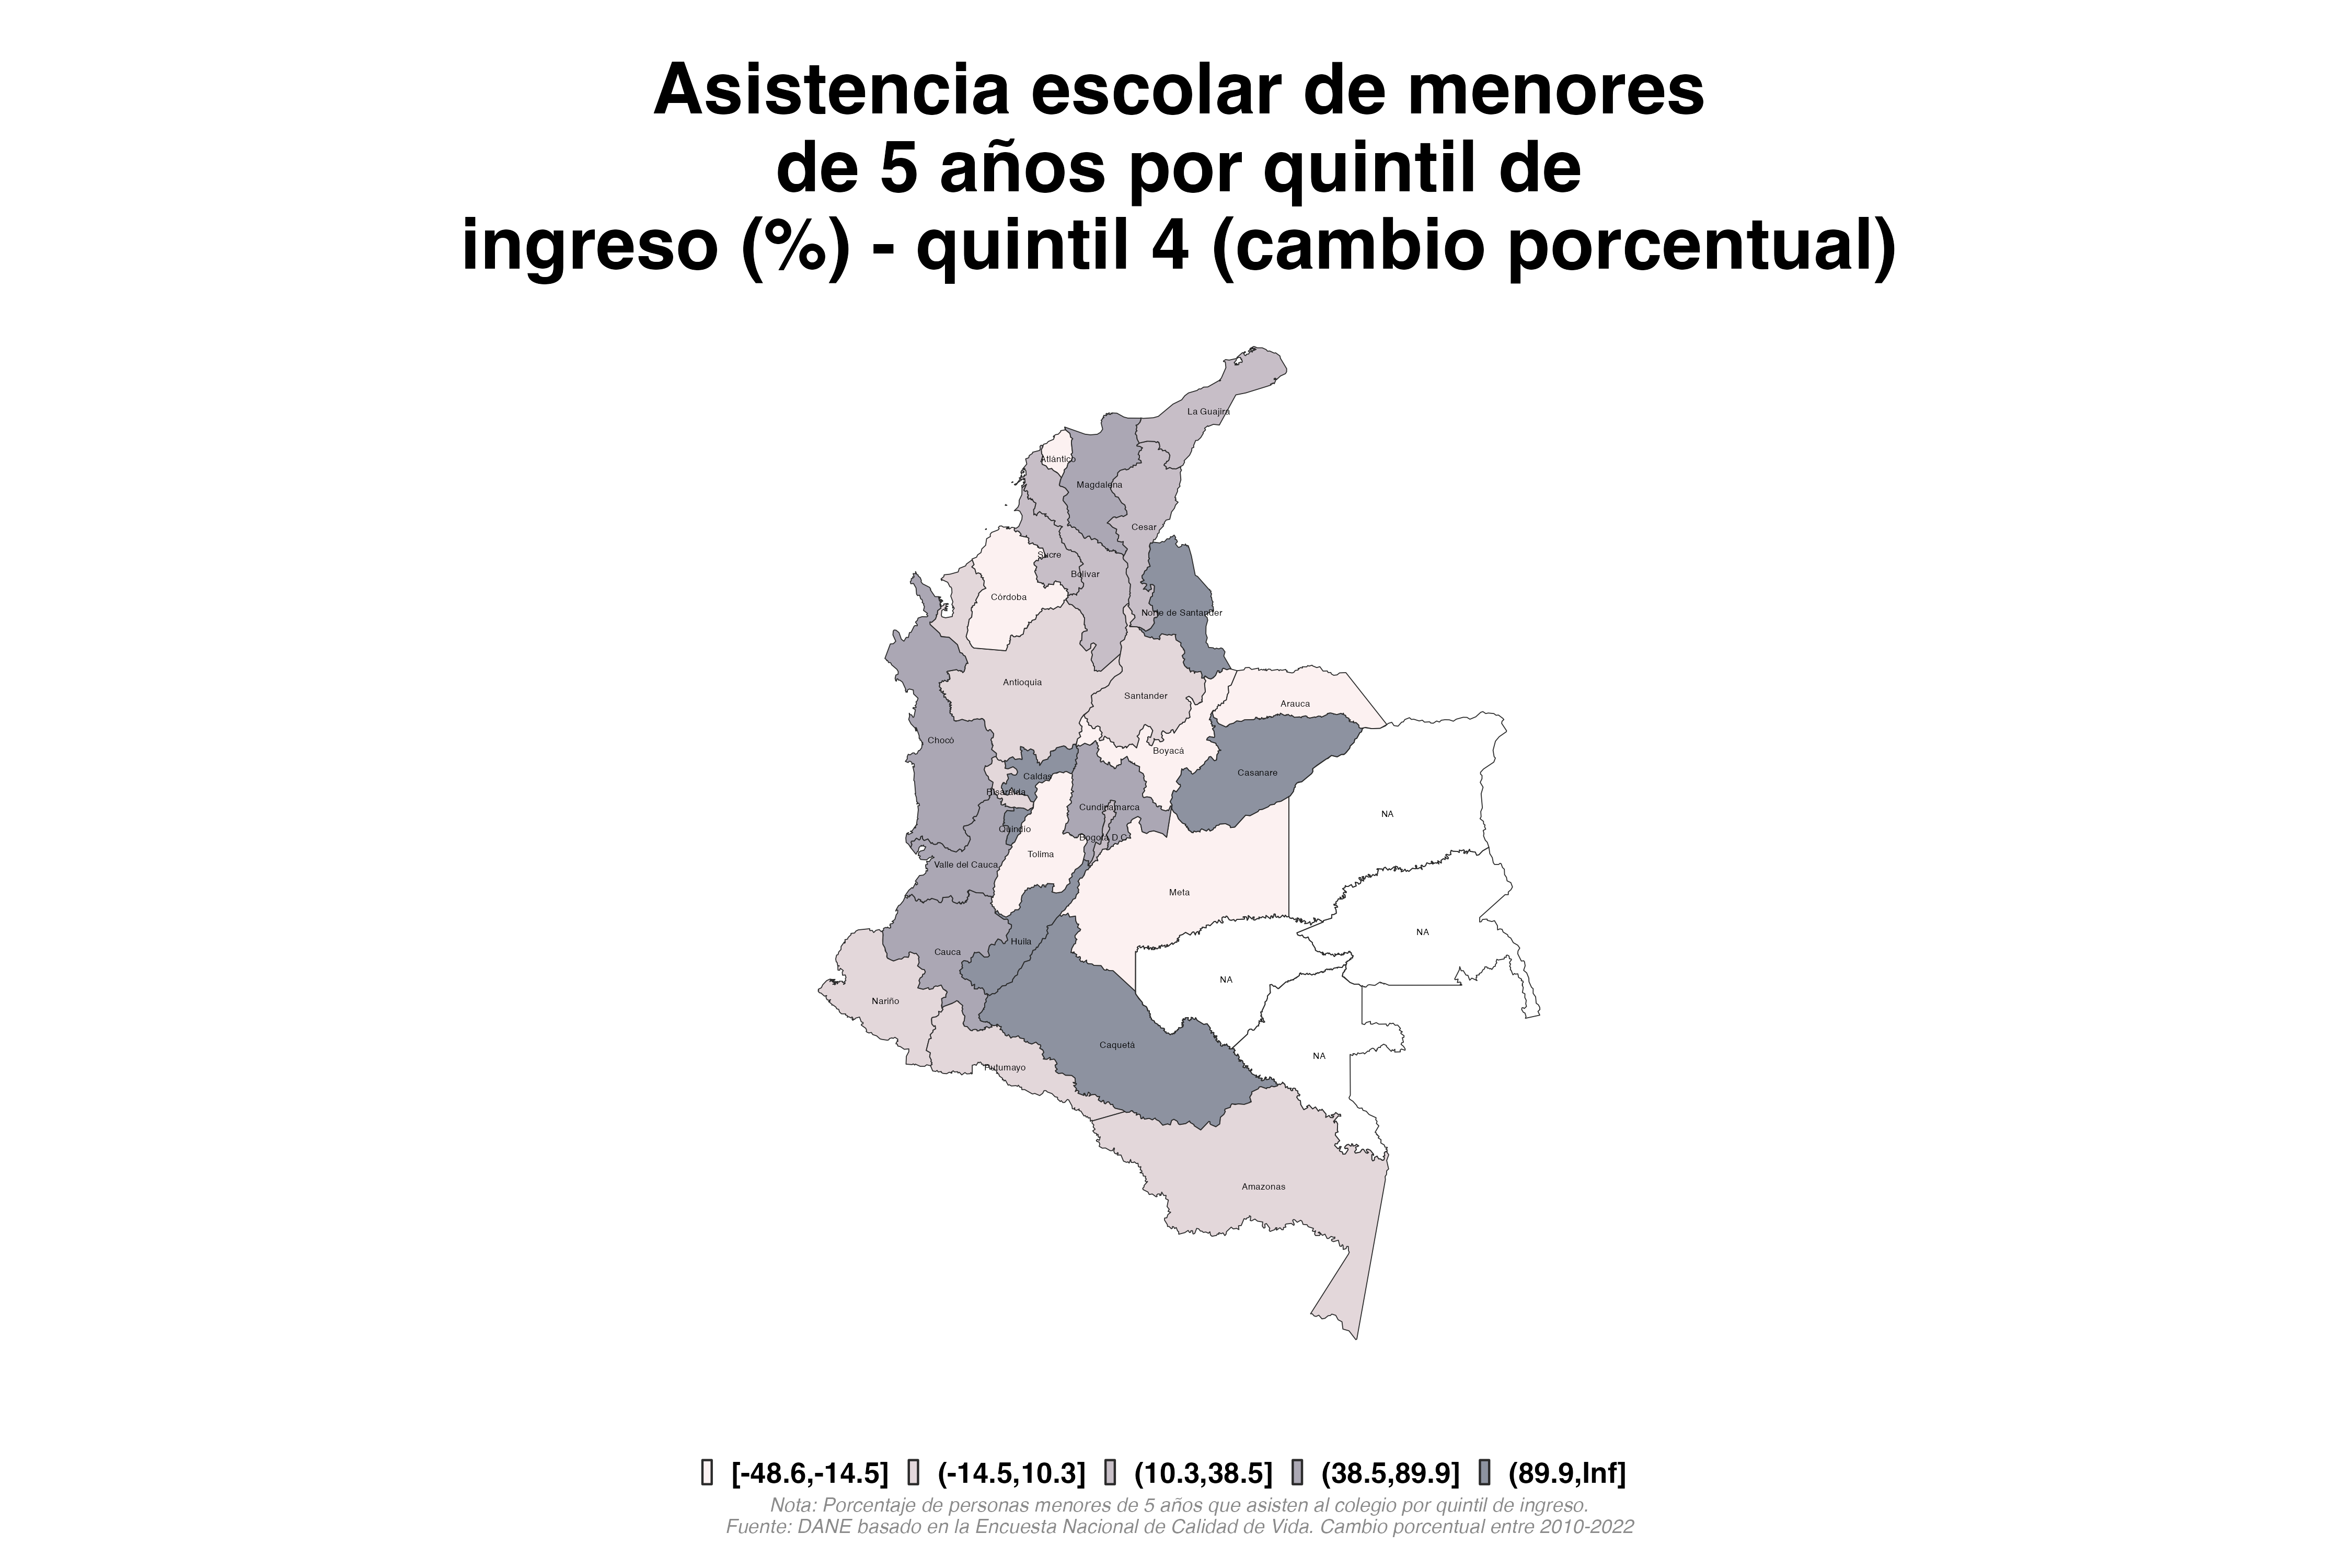 Asistencia escolar de menores
de 5 años por quintil de
ingreso (%) - quintil 4 (cambio porcentual)
La Guajira
Atlántico
Magdalena
Cesar
Sucre
Bolívar
Córdoba
Norte de Santander
Antioquia
Santander
Arauca
Chocó
Boyacá
Casanare
Caldas
Risaralda
Cundinamarca
NA
Quindío
Bogotá D.C.
Tolima
Valle del Cauca
Meta
NA
Huila
Cauca
NA
Nariño
Caquetá
NA
Putumayo
Amazonas
[-48.6,-14.5] (-14.5,10.3] (10.3,38.5] (38.5,89.9] (89.9,Inf]
Nota: Porcentaje de personas menores de 5 años que asisten al colegio por quintil de ingreso.
Fuente: DANE basado en la Encuesta Nacional de Calidad de Vida. Cambio porcentual entre 2010-2022